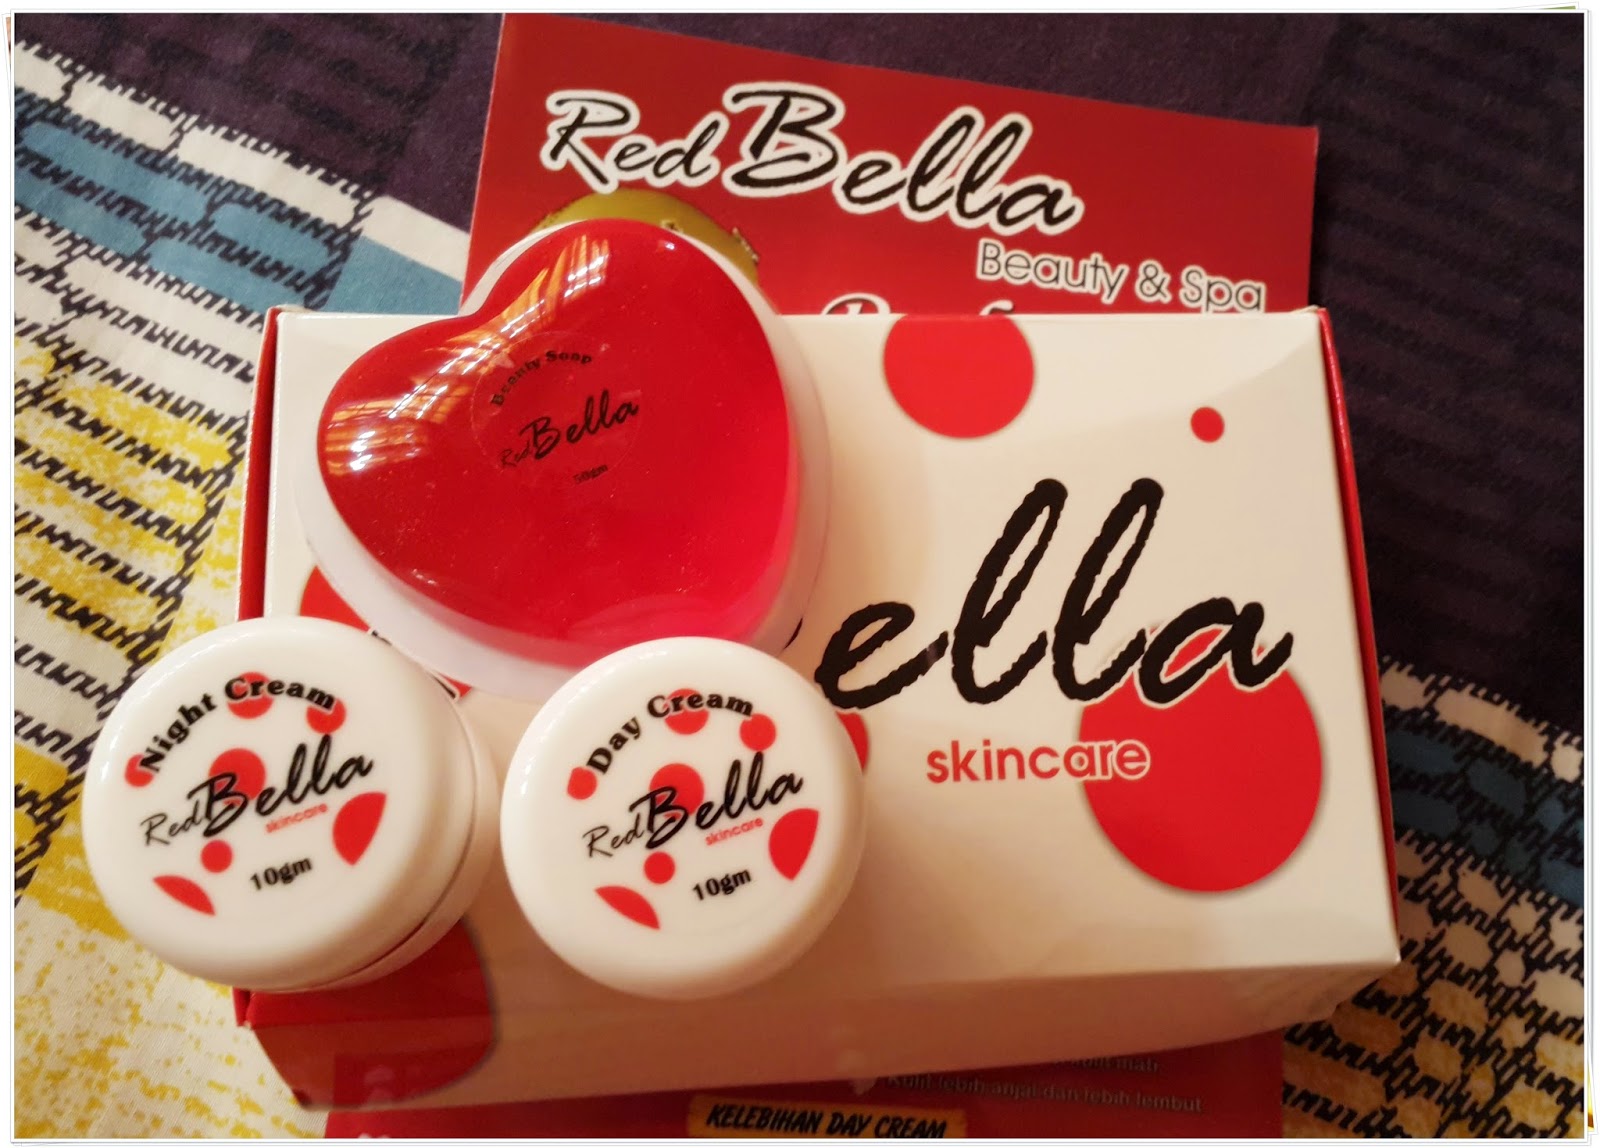 Red Bella
Beauty & Spa
Beauty Soap
Red Bella
50gm
ella
skincare
Night Cream
Red Bella
skincare
10gm
Day Cream
Red Bella
skincare
10gm
mati
Kulit lebih anjal dan lebih lembut
KELEBIHAN DAY CREAM